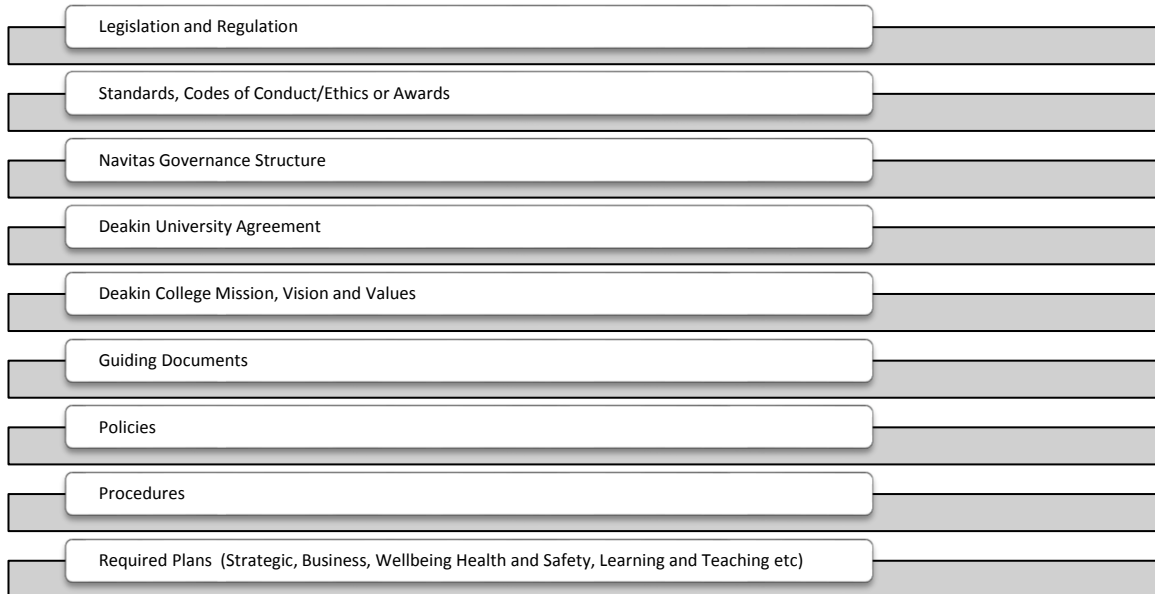 Legislation and Regulation
Standards, Codes of Conduct/Ethics or Awards
Navitas Governance Structure
Deakin University Agreement
Deakin College Mission, Vision and Values
Guiding Documents
Policies
Procedures
Required Plans (Strategic, Business, Wellbeing Health and Safety, Learning and Teaching etc)